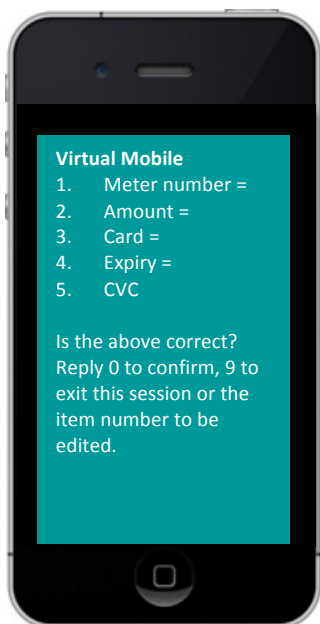 Virtual Mobile
1. Meter number =
2. Amount =
3. Card =
4. Expiry =
5. CVC
Is the above correct?
Reply 0 to confirm, 9 to
exit this session or the
item number to be
edited.